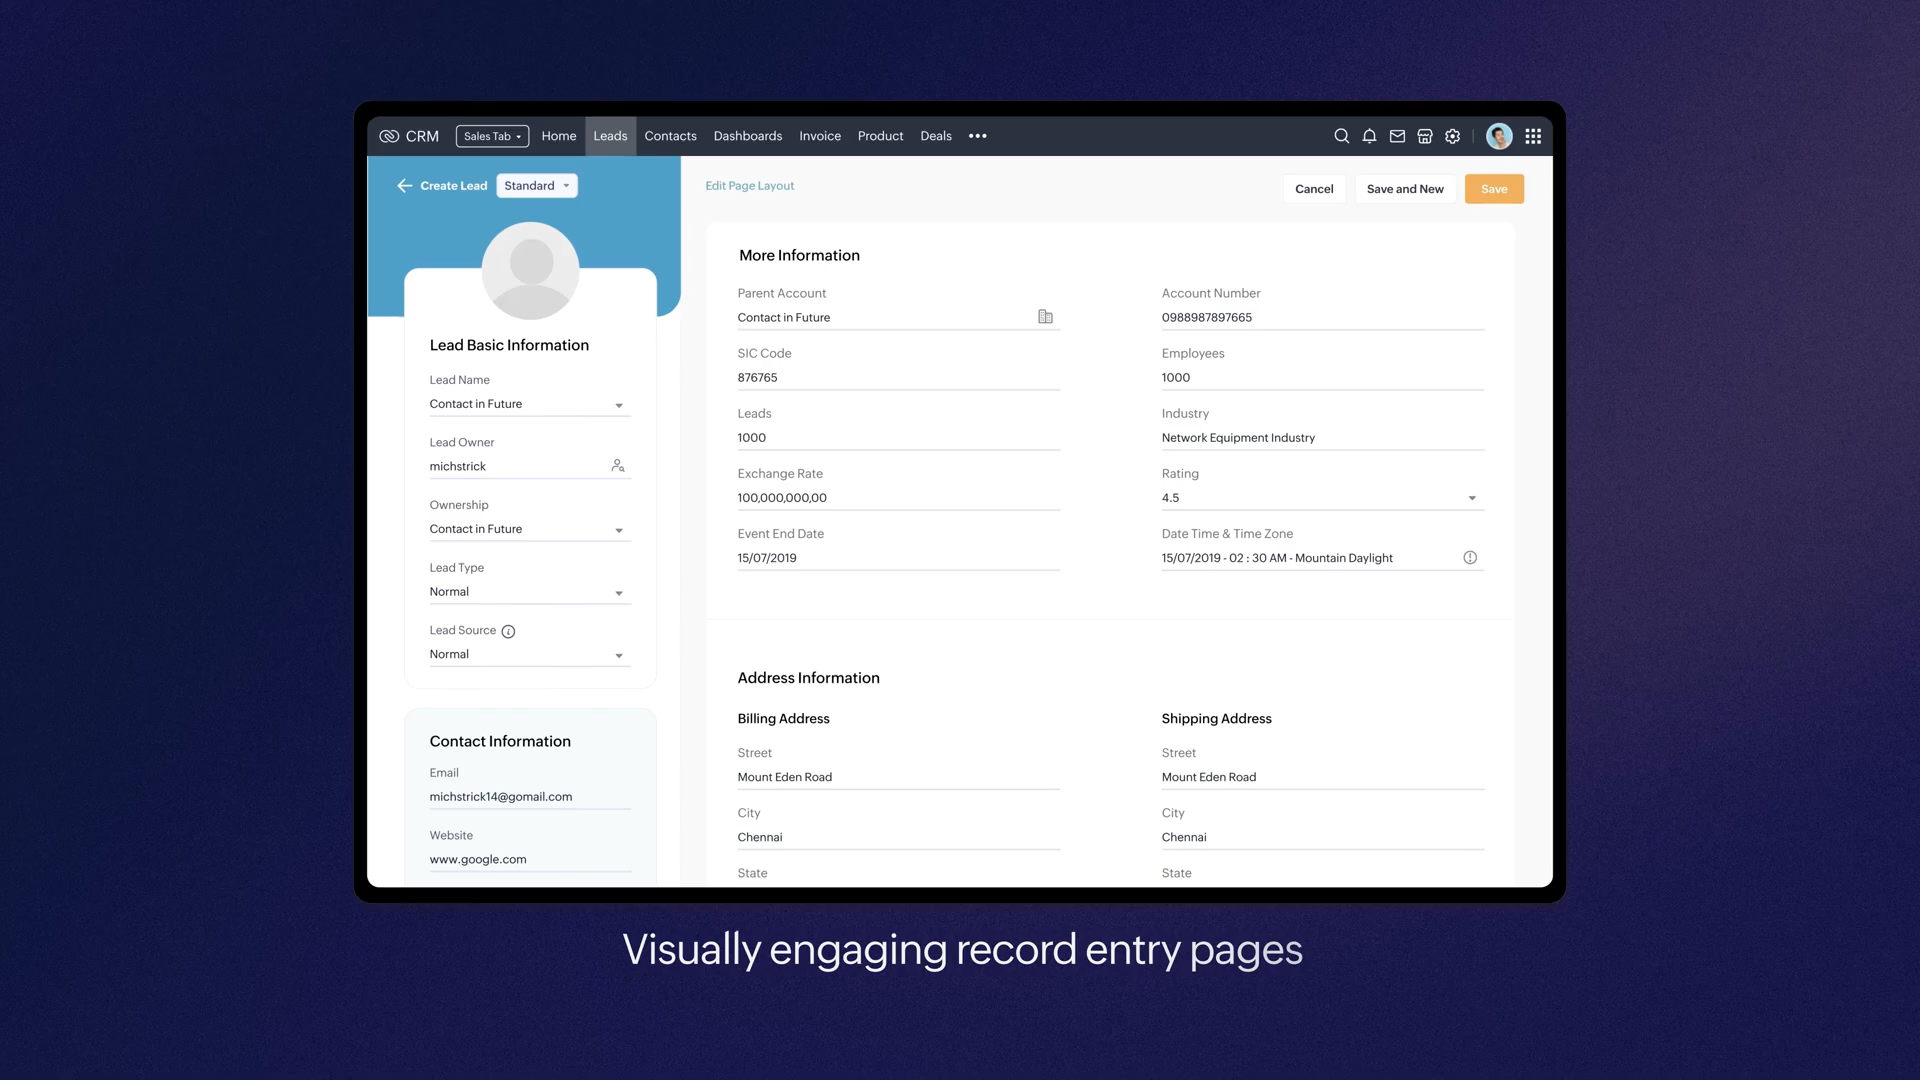 CRM
Sales Tab
Home
Leads
Contacts
Dashboards
Invoice
Product
Deals
Create Lead
Standard
Edit Page Layout
Cancel
Save and New
Save
Lead Basic Information
Lead Name
Contact in Future
Lead Owner
michstrick
Ownership
Contact in Future
Lead Type
Normal
Lead Source
Normal
Contact Information
Email
michstrick14@gomail.com
Website
www.google.com
More Information
Parent Account
Contact in Future
Account Number
0988987897665
SIC Code
876765
Employees
1000
Leads
1000
Industry
Network Equipment Industry
Exchange Rate
100,000,000,00
Rating
4.5
Event End Date
15/07/2019
Date Time & Time Zone
15/07/2019 - 02 : 30 AM - Mountain Daylight
Address Information
Billing Address
Shipping Address
Street
Mount Eden Road
Street
Mount Eden Road
City
Chennai
City
Chennai
State
State
Visually engaging record entry pages